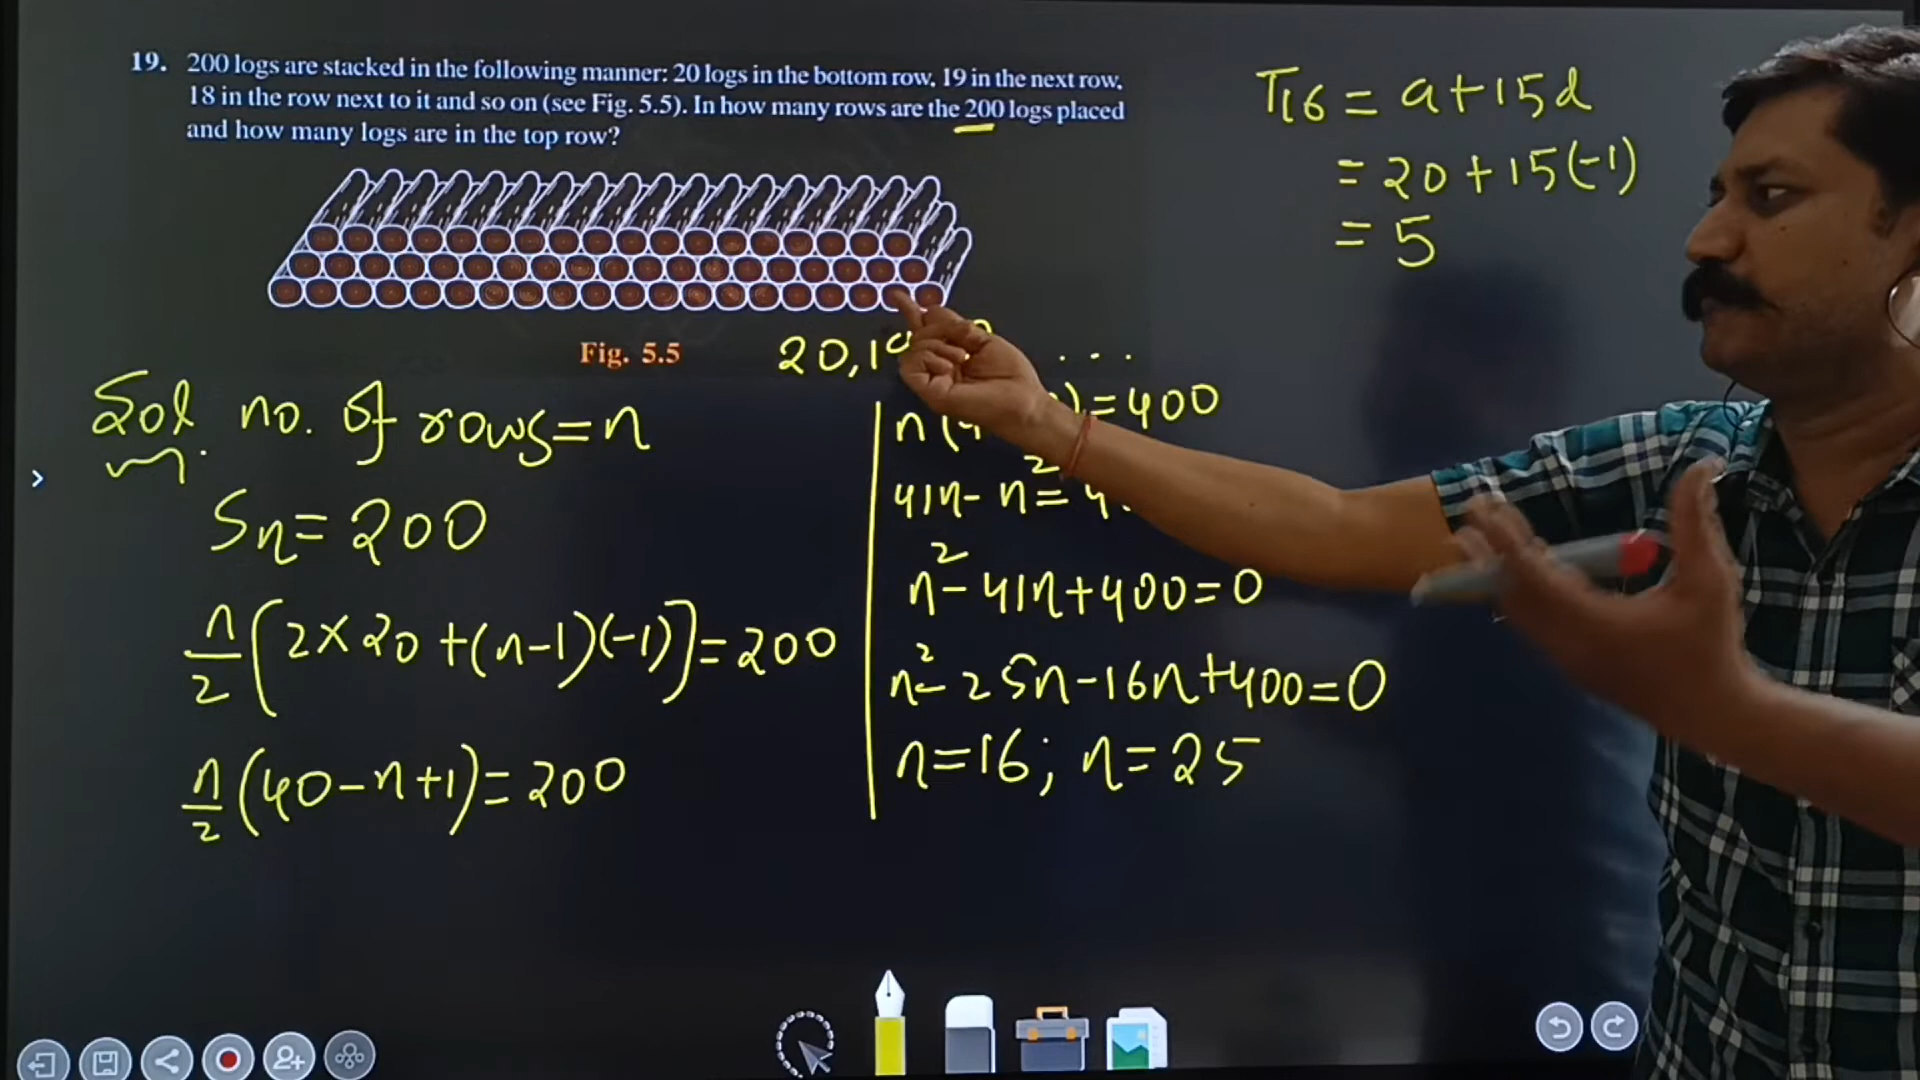 19. 200 logs are stacked in the following manner: 20 logs in the bottom row, 19 in the next row,
18 in the row next to it and so on (see Fig. 5.5). In how many rows are the 200 logs placed
and how many logs are in the top row?
Fig. 5.5
20,19
...
Sol no. of rows=n
Sn=200
n/2[2×20+(n-1)(-1)]=200
n/2(40-n+1)=200
)=400
41n-n²=
n²-41n+400=0
n²-25n-16n+400=0
n=16; n=25
T16=a+15d
=20+15(-1)
=5